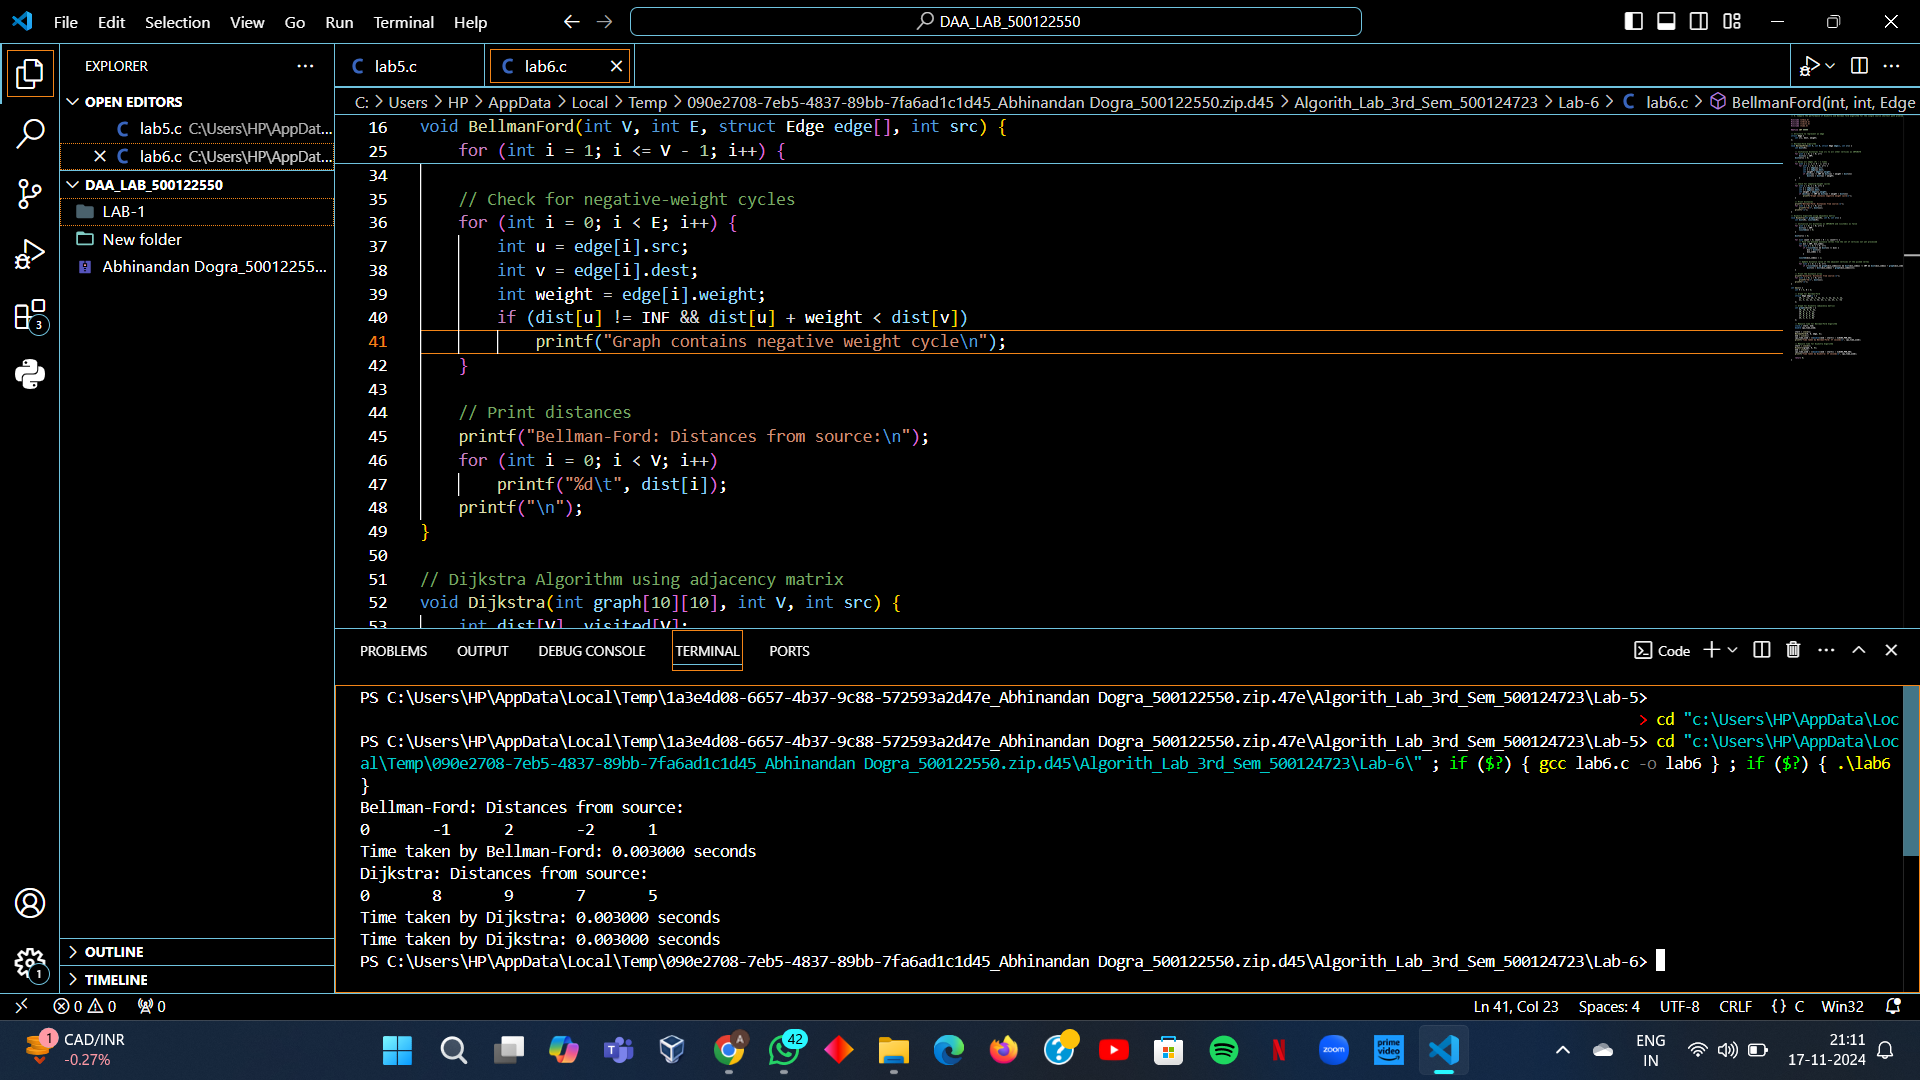 File Edit Selection View Go Run Terminal Help
DAA_LAB_500122550
EXPLORER
OPEN EDITORS
lab5.c C:\Users\HP\AppDat...
lab6.c C:\Users\HP\AppDat...
DAA_LAB_500122550
LAB-1
New folder
Abhinandan Dogra_50012255...
OUTLINE
TIMELINE
3
1
lab5.c
lab6.c
C: > Users > HP > AppData > Local > Temp > 090e2708-7eb5-4837-89bb-7fa6ad1c1d45_Abhinandan Dogra_500122550.zip.d45 > Algorith_Lab_3rd_Sem_500124723 > Lab-6 > C lab6.c > BellmanFord(int, int, Edge
16 void BellmanFord(int V, int E, struct Edge edge[], int src) {
25 for (int i = 1; i <= V - 1; i++) {
34
35 // Check for negative-weight cycles
36 for (int i = 0; i < E; i++) {
37 int u = edge[i].src;
38 int v = edge[i].dest;
39 int weight = edge[i].weight;
40 if (dist[u] != INF && dist[u] + weight < dist[v])
41 printf("Graph contains negative weight cycle\n");
42 }
43
44 // Print distances
45 printf("Bellman-Ford: Distances from source:\n");
46 for (int i = 0; i < V; i++)
47 printf("%d\t", dist[i]);
48 printf("\n");
49 }
50
51 // Dijkstra Algorithm using adjacency matrix
52 void Dijkstra(int graph[10][10], int V, int src) {
53 int dist[V], visited[V];
PROBLEMS OUTPUT DEBUG CONSOLE TERMINAL PORTS
Code
PS C:\Users\HP\AppData\Local\Temp\1a3e4d08-6657-4b37-9c88-572593a2d47e_Abhinandan Dogra_500122550.zip.47e\Algorith_Lab_3rd_Sem_500124723\Lab-5>
> cd "c:\Users\HP\AppData\Loc
PS C:\Users\HP\AppData\Local\Temp\1a3e4d08-6657-4b37-9c88-572593a2d47e_Abhinandan Dogra_500122550.zip.47e\Algorith_Lab_3rd_Sem_500124723\Lab-5> cd "c:\Users\HP\AppData\Loc
al\Temp\090e2708-7eb5-4837-89bb-7fa6ad1c1d45_Abhinandan Dogra_500122550.zip.d45\Algorith_Lab_3rd_Sem_500124723\Lab-6\" ; if ($?) { gcc lab6.c -o lab6 } ; if ($?) { .\lab6
}
Bellman-Ford: Distances from source:
0 -1 2 -2 1
Time taken by Bellman-Ford: 0.003000 seconds
Dijkstra: Distances from source:
0 8 9 7 5
Time taken by Dijkstra: 0.003000 seconds
Time taken by Dijkstra: 0.003000 seconds
PS C:\Users\HP\AppData\Local\Temp\090e2708-7eb5-4837-89bb-7fa6ad1c1d45_Abhinandan Dogra_500122550.zip.d45\Algorith_Lab_3rd_Sem_500124723\Lab-6>
0 0 0
Ln 41, Col 23 Spaces: 4 UTF-8 CRLF {} C Win32
1
CAD/INR
-0.27%
A
42
zoom
prime video
ENG
IN
21:11
17-11-2024